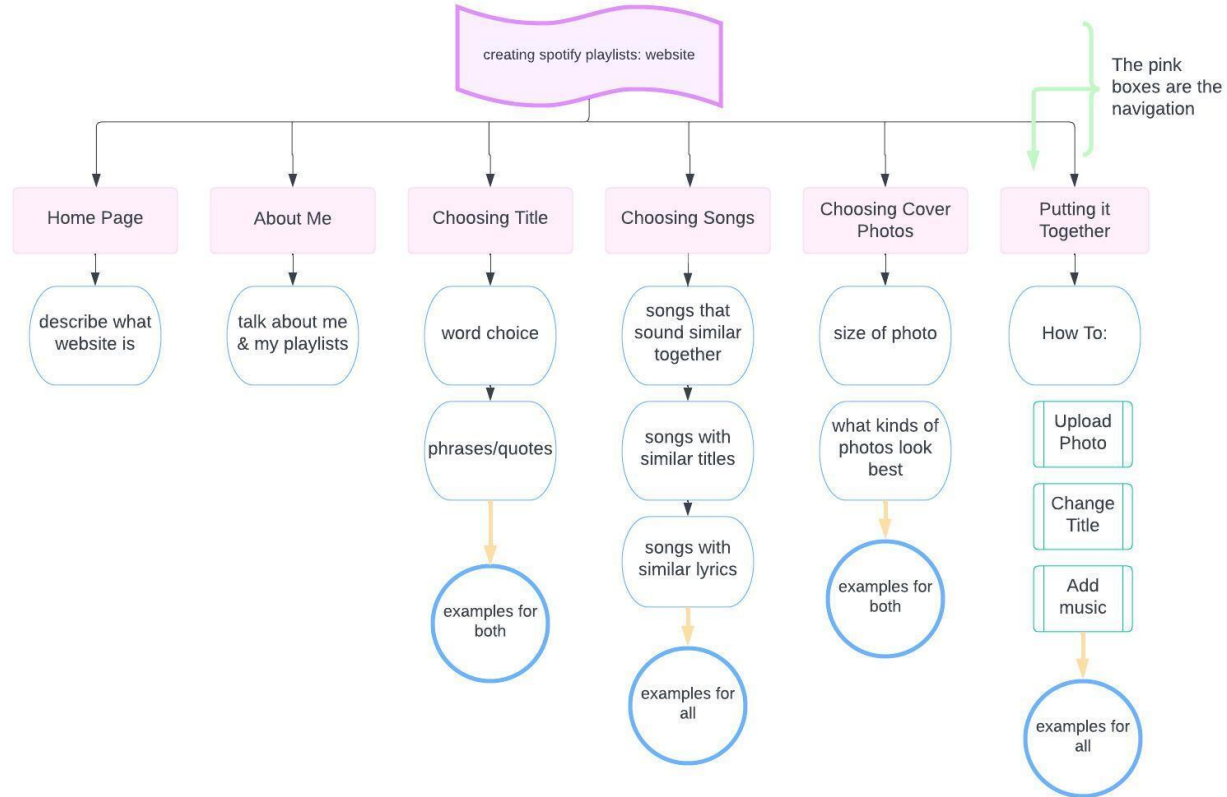 creating spotify playlists: website
The pink
boxes are the
navigation
Home Page
About Me
Choosing Title
Choosing Songs
Choosing Cover
Photos
Putting it
Together
describe what
website is
talk about me
& my playlists
word choice
songs that
sound similar
together
size of photo
How To:
phrases/quotes
songs with
similar titles
what kinds of
photos look
best
Upload
Photo
Change
Title
songs with
similar lyrics
Add
music
examples for
both
examples for
all
examples for
both
examples for
all